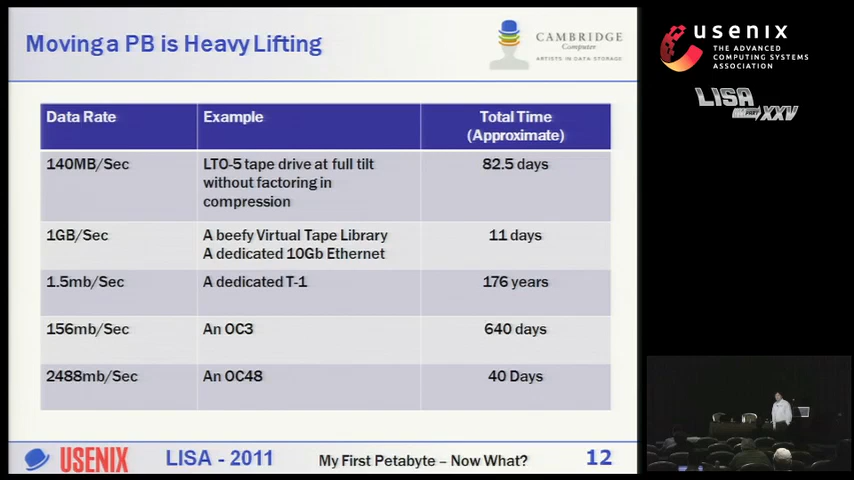 Moving a PB is Heavy Lifting
CAMBRIDGE
Computer
ARTISTS IN DATA STORAGE
usenix
THE ADVANCED
COMPUTING SYSTEMS
ASSOCIATION
LISA
XXV
Data Rate Example Total Time
(Approximate)
140MB/Sec LTO-5 tape drive at full tilt 82.5 days
without factoring in
compression
1GB/Sec A beefy Virtual Tape Library 11 days
A dedicated 10Gb Ethernet
1.5mb/Sec A dedicated T-1 176 years
156mb/Sec An OC3 640 days
2488mb/Sec An OC48 40 Days
USENIX LISA - 2011 My First Petabyte – Now What? 12